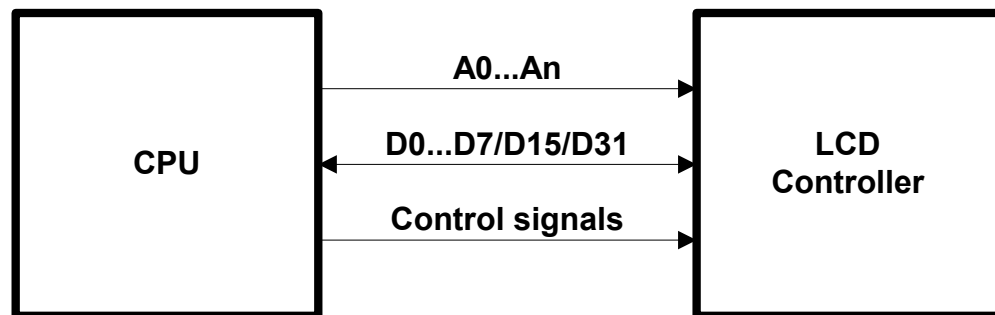 A0...An
D0...D7/D15/D31
Control signals
CPU
LCD
Controller